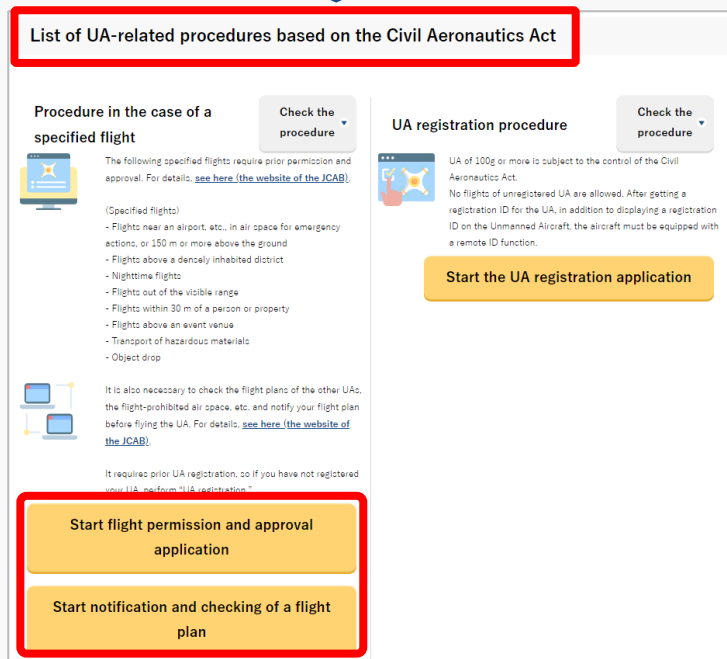 List of UA-related procedures based on the Civil Aeronautics Act
Procedure in the case of a
specified flight
Check the
procedure
The following specified flights require prior permission and
approval. For details, see here (the website of the JCAB).
(Specified flights)
- Flights near an airport, etc., in air space for emergency
actions, or 150 m or more above the ground
- Flights above a densely inhabited district
- Nighttime flights
- Flights out of the visible range
- Flights within 30 m of a person or property
- Flights above an event venue
- Transport of hazardous materials
- Object drop
It is also necessary to check the flight plans of the other UAs,
the flight-prohibited air space, etc. and notify your flight plan
before flying the UA. For details, see here (the website of
the JCAB).
It requires prior UA registration, so if you have not registered
your UA, perform "UA registration."
Start flight permission and approval
application
Start notification and checking of a flight
plan
UA registration procedure
Check the
procedure
UA of 100g or more is subject to the control of the Civil
Aeronautics Act.
No flights of unregistered UA are allowed. After getting a
registration ID for the UA, in addition to displaying a registration
ID on the Unmanned Aircraft, the aircraft must be equipped with
a remote ID function.
Start the UA registration application